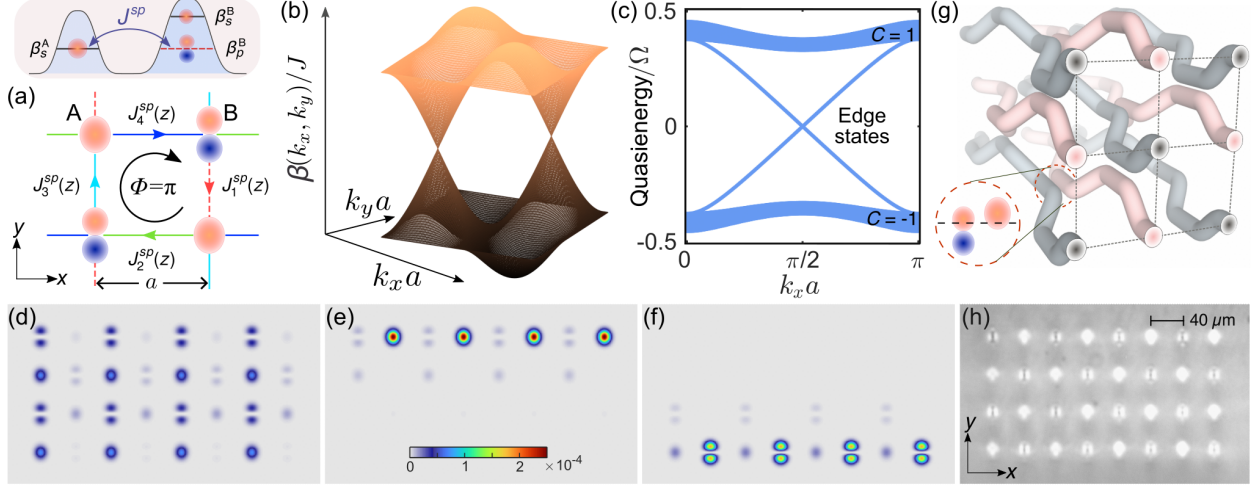 β_s^A
J^{sp}
β_s^B
β_p^B
(a)
A
J_4^{sp}(z)
B
J_3^{sp}(z)
Φ=π
J_1^{sp}(z)
J_2^{sp}(z)
y
x
a
(b)
β(k_x, k_y)/J
k_y a
k_x a
(c)
Quasienergy/Ω
0.5
0
-0.5
C = 1
Edge
states
C = -1
0
π/2
π
k_x a
(g)
(d)
(e)
0
1
2
× 10^{-4}
(f)
(h)
40 μm
y
x